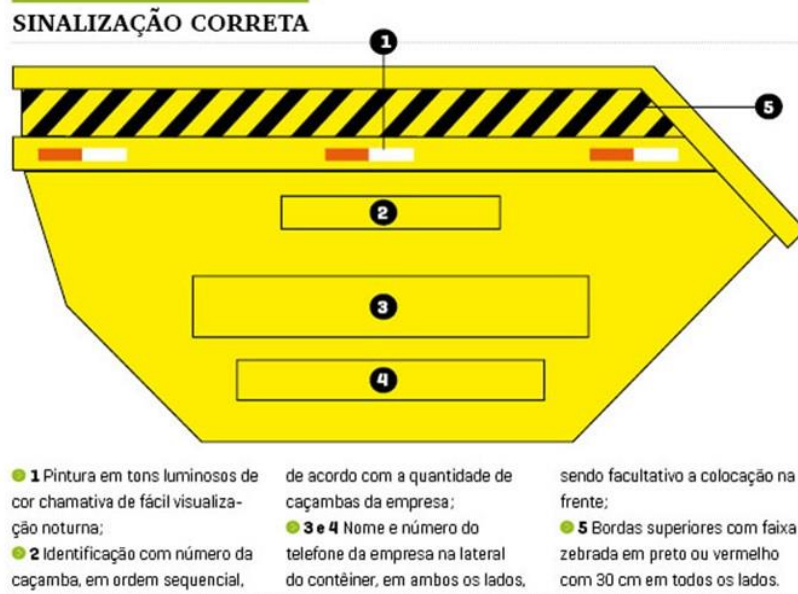 SINALIZAÇÃO CORRETA
1
5
2
3
4
1 Pintura em tons luminosos de
cor chamativa de fácil visualiza-
ção noturna;
2 Identificação com número da
caçamba, em ordem sequencial,
de acordo com a quantidade de
caçambas da empresa;
3 e 4 Nome e número do
telefone da empresa na lateral
do contêiner, em ambos os lados,
sendo facultativo a colocação na
frente;
5 Bordas superiores com faixa
zebrada em preto ou vermelho
com 30 cm em todos os lados.